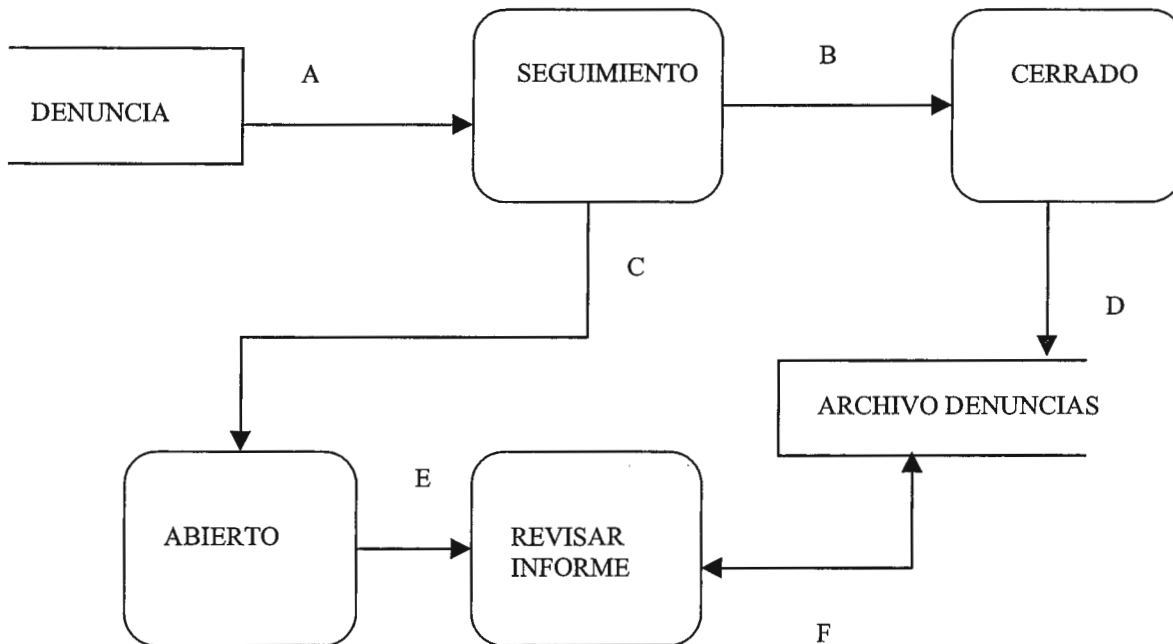 A
SEGUIMIENTO
B
CERRADO
DENUNCIA
C
D
ARCHIVO DENUNCIAS
E
ABIERTO
REVISAR
INFORME
F